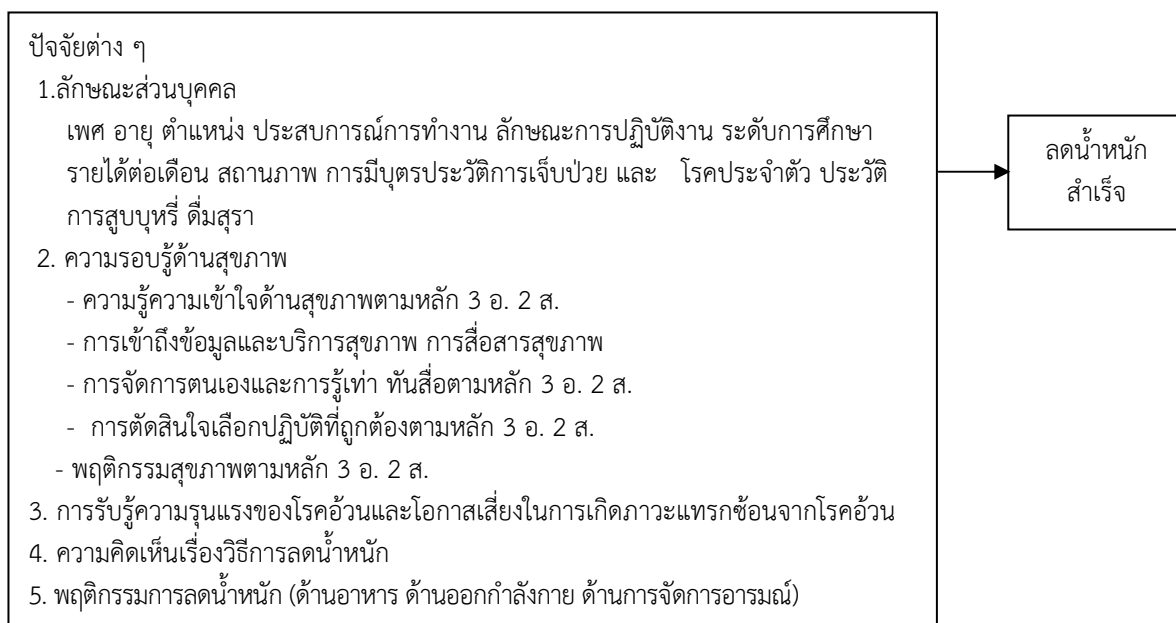 ปัจจัยต่าง ๆ
1.ลักษณะส่วนบุคคล
เพศ อายุ ตำแหน่ง ประสบการณ์การทำงาน ลักษณะการปฏิบัติงาน ระดับการศึกษา
รายได้ต่อเดือน สถานภาพ การมีบุตรประวัติการเจ็บป่วย และ โรคประจำตัว ประวัติ
การสูบบุหรี่ ดื่มสุรา
2. ความรอบรู้ด้านสุขภาพ
- ความรู้ความเข้าใจด้านสุขภาพตามหลัก 3 อ. 2 ส.
- การเข้าถึงข้อมูลและบริการสุขภาพ การสื่อสารสุขภาพ
- การจัดการตนเองและการรู้เท่า ทันสื่อตามหลัก 3 อ. 2 ส.
- การตัดสินใจเลือกปฏิบัติที่ถูกต้องตามหลัก 3 อ. 2 ส.
- พฤติกรรมสุขภาพตามหลัก 3 อ. 2 ส.
3. การรับรู้ความรุนแรงของโรคอ้วนและโอกาสเสี่ยงในการเกิดภาวะแทรกซ้อนจากโรคอ้วน
4. ความคิดเห็นเรื่องวิธีการลดน้ำหนัก
5. พฤติกรรมการลดน้ำหนัก (ด้านอาหาร ด้านออกกำลังกาย ด้านการจัดการอารมณ์)
ลดน้ำหนัก
สำเร็จ